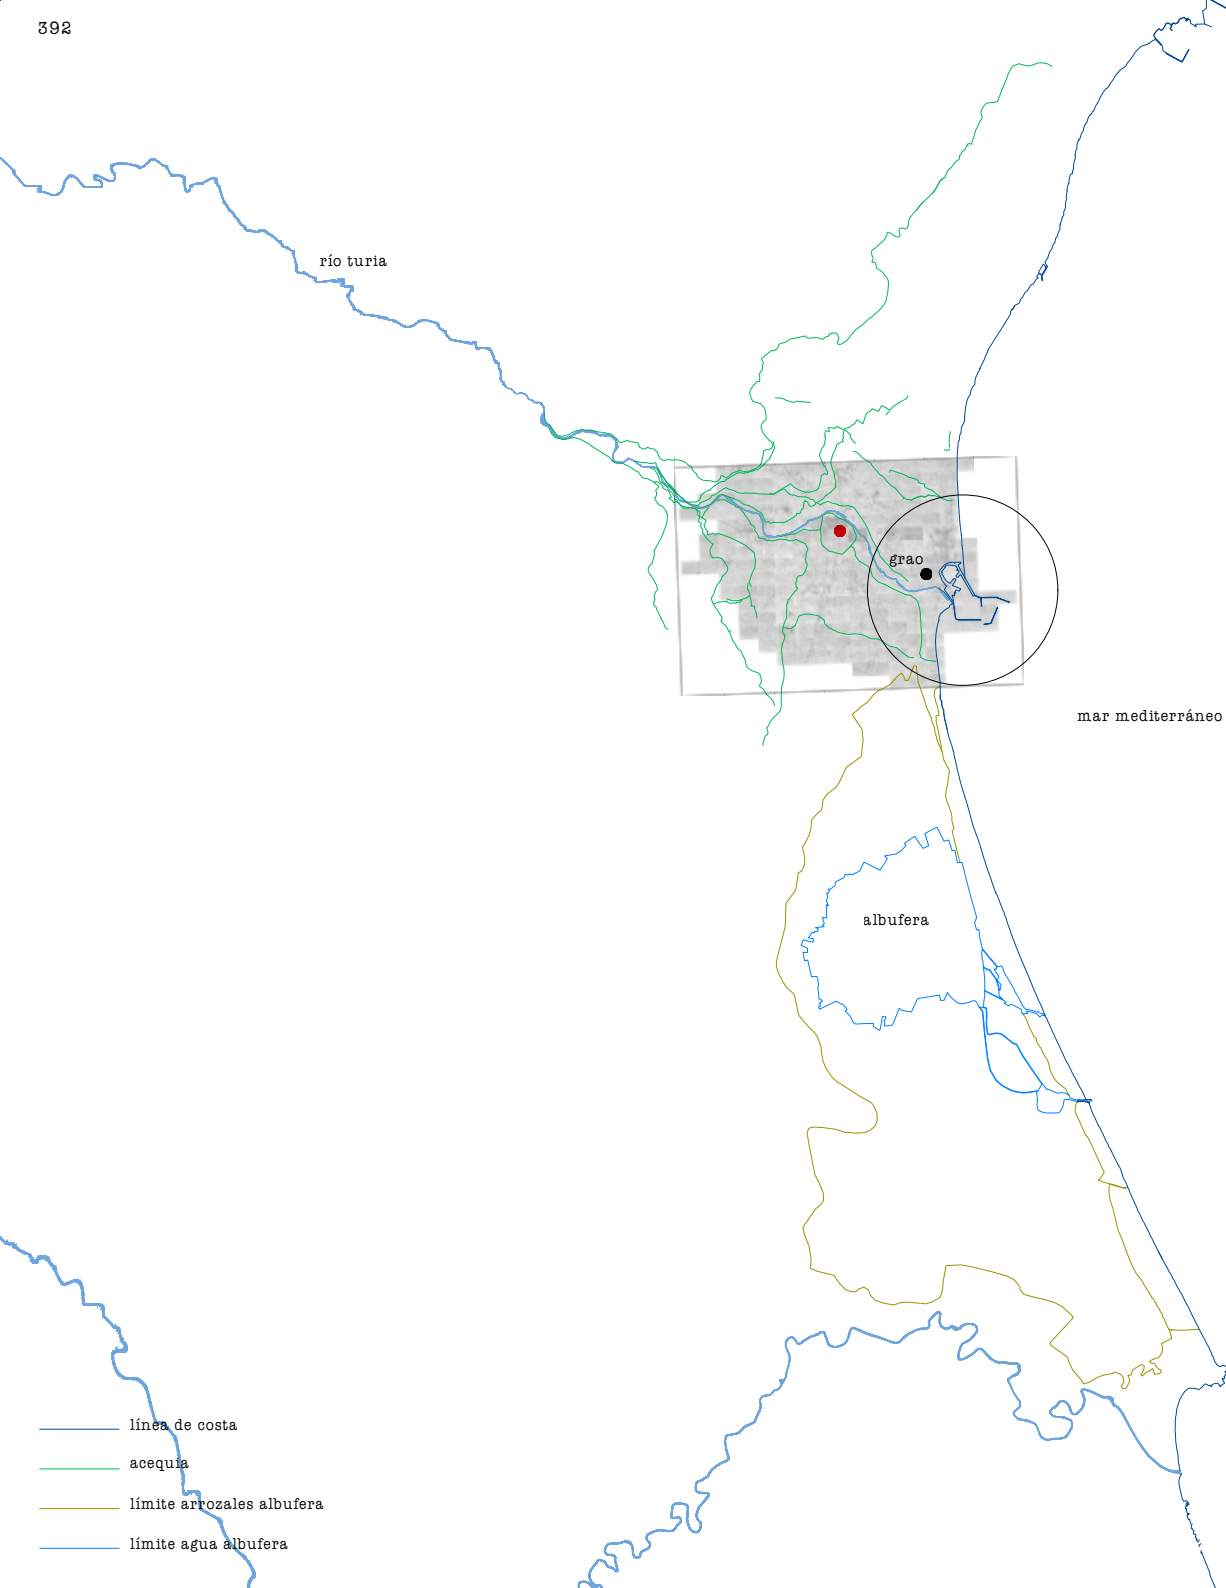 392
río turia
grao
mar mediterráneo
albufera
línea de costa
acequia
límite arrozales albufera
límite agua albufera